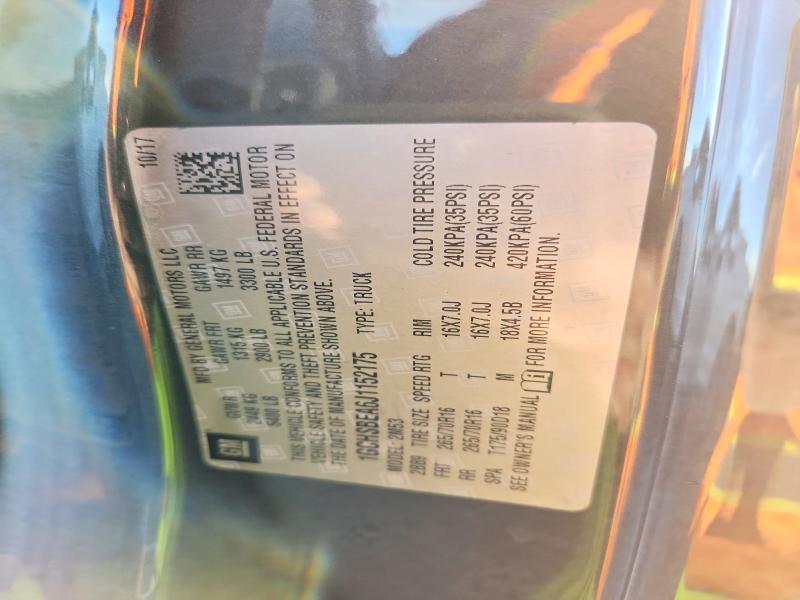 GM
MFD BY GENERAL MOTORS LLC 10/17
GVWR GAWR FRT GAWR RR
2449 KG 1315 KG 1497 KG
5400 LB 2900 LB 3300 LB
THIS VEHICLE CONFORMS TO ALL APPLICABLE U.S. FEDERAL MOTOR
VEHICLE SAFETY AND THEFT PREVENTION STANDARDS IN EFFECT ON
THE DATE OF MANUFACTURE SHOWN ABOVE.
1GCHSBEA6J1152175 TYPE: TRUCK
MODEL: 2M53
2889 TIRE SIZE SPEED RTG RIM COLD TIRE PRESSURE
FRT 265/70R16 T 16X7.0J 240KPA(35PSI)
RR 265/70R16 T 16X7.0J 240KPA(35PSI)
SPA T175/90D18 M 18X4.5B 420KPA(60PSI)
SEE OWNER'S MANUAL FOR MORE INFORMATION.